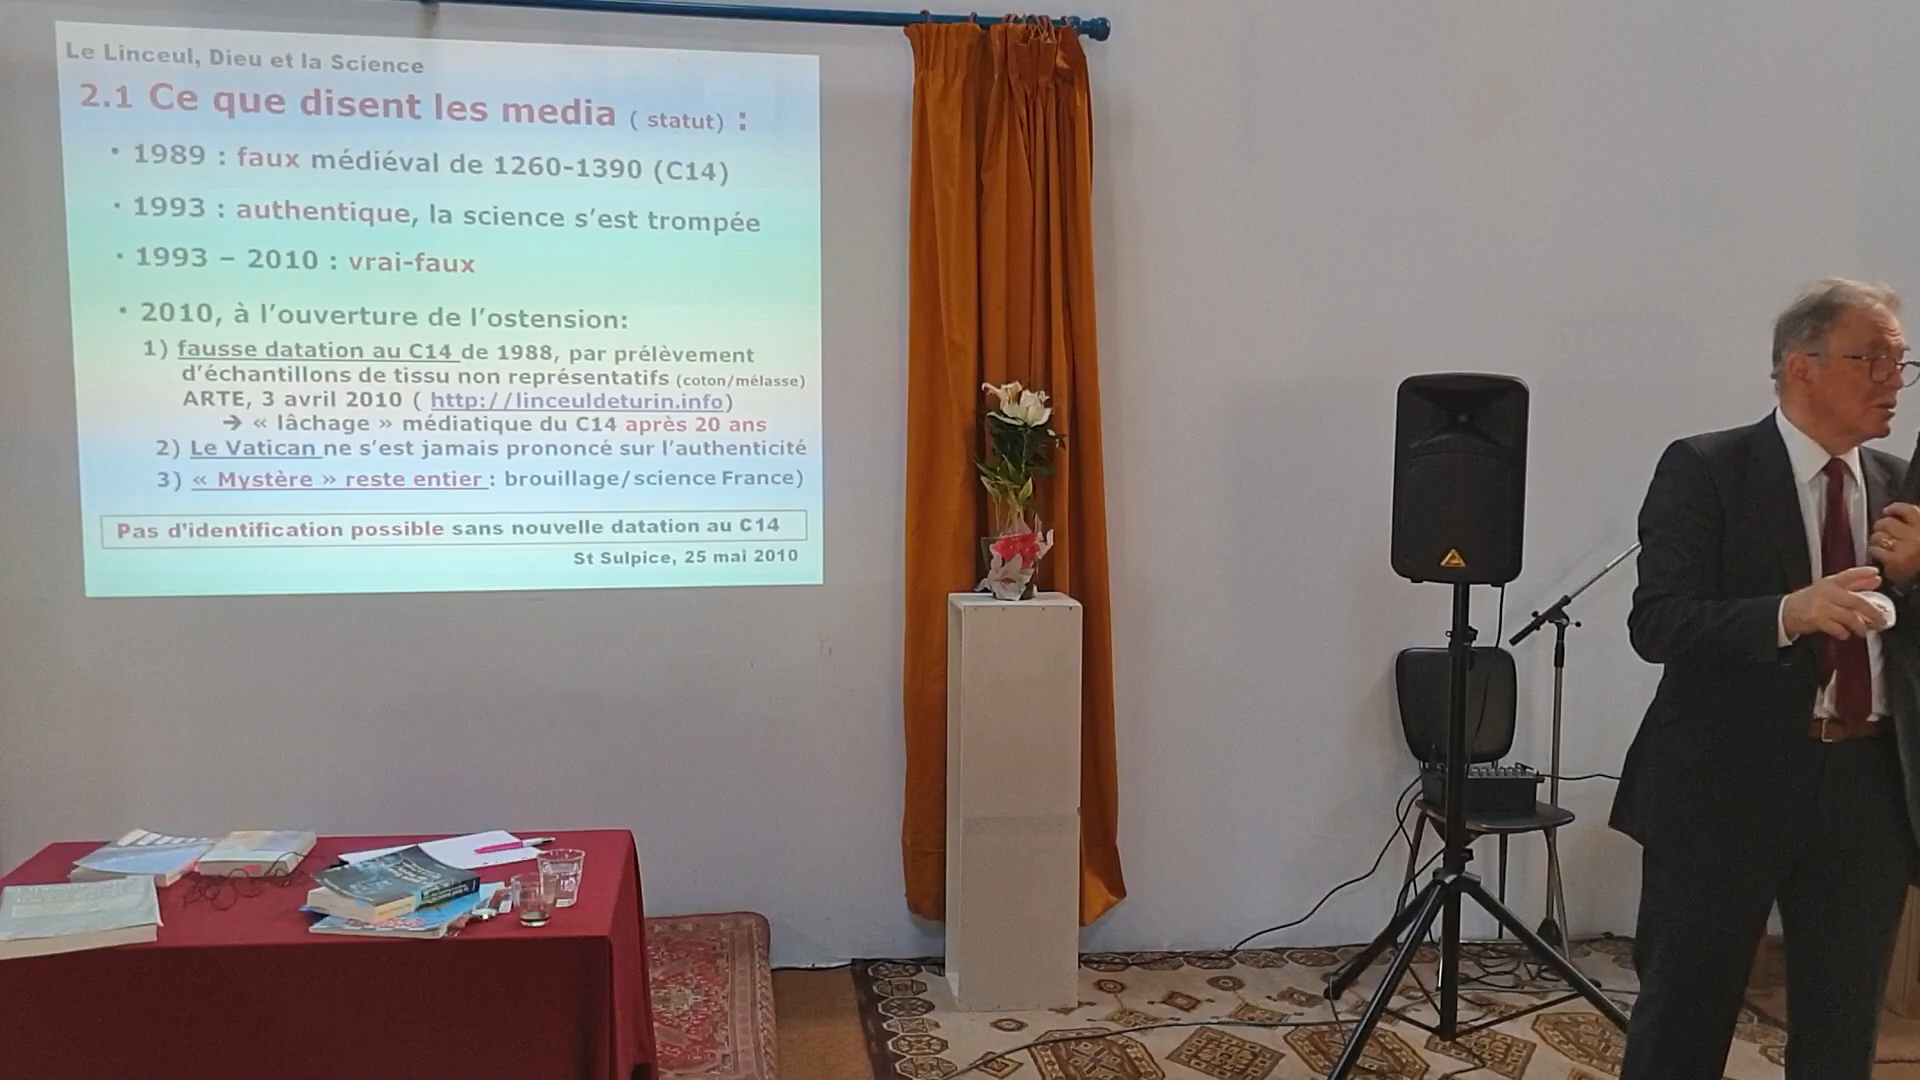 Le Linceul, Dieu et la Science
2.1 Ce que disent les media ( statut) :
• 1989 : faux médiéval de 1260-1390 (C14)
• 1993 : authentique, la science s’est trompée
• 1993 – 2010 : vrai-faux
• 2010, à l’ouverture de l’ostension:
1) fausse datation au C14 de 1988, par prélèvement
d’échantillons de tissu non représentatifs (coton/mélasse)
ARTE, 3 avril 2010 ( http://linceuldeturin.info)
➔ « lâchage » médiatique du C14 après 20 ans
2) Le Vatican ne s’est jamais prononcé sur l’authenticité
3) « Mystère » reste entier : brouillage/science France)
Pas d’identification possible sans nouvelle datation au C14
St Sulpice, 25 mai 2010